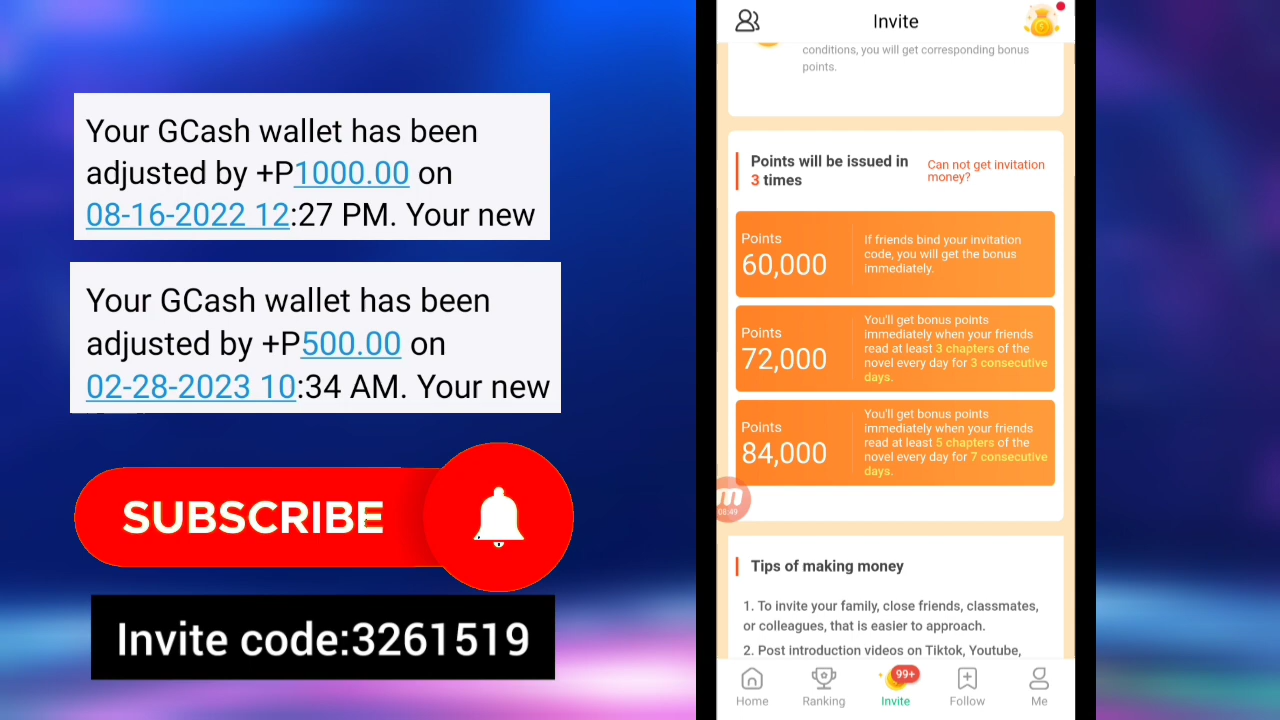 Your GCash wallet has been
adjusted by +P1000.00 on
08-16-2022 12:27 PM. Your new
Your GCash wallet has been
adjusted by +P500.00 on
02-28-2023 10:34 AM. Your new
SUBSCRIBE
Invite code:3261519
Invite
conditions, you will get corresponding bonus
points.
Points will be issued in
3 times
Can not get invitation
money?
Points
60,000
If friends bind your invitation
code, you will get the bonus
immediately.
Points
72,000
You'll get bonus points
immediately when your friends
read at least 3 chapters of the
novel every day for 3 consecutive
days.
Points
84,000
You'll get bonus points
immediately when your friends
read at least 5 chapters of the
novel every day for 7 consecutive
days.
m
08:49
Tips of making money
1. To invite your family, close friends, classmates,
or colleagues, that is easier to approach.
2. Post introduction videos on Tiktok, Youtube,
99+
Home
Ranking
Invite
Follow
Me